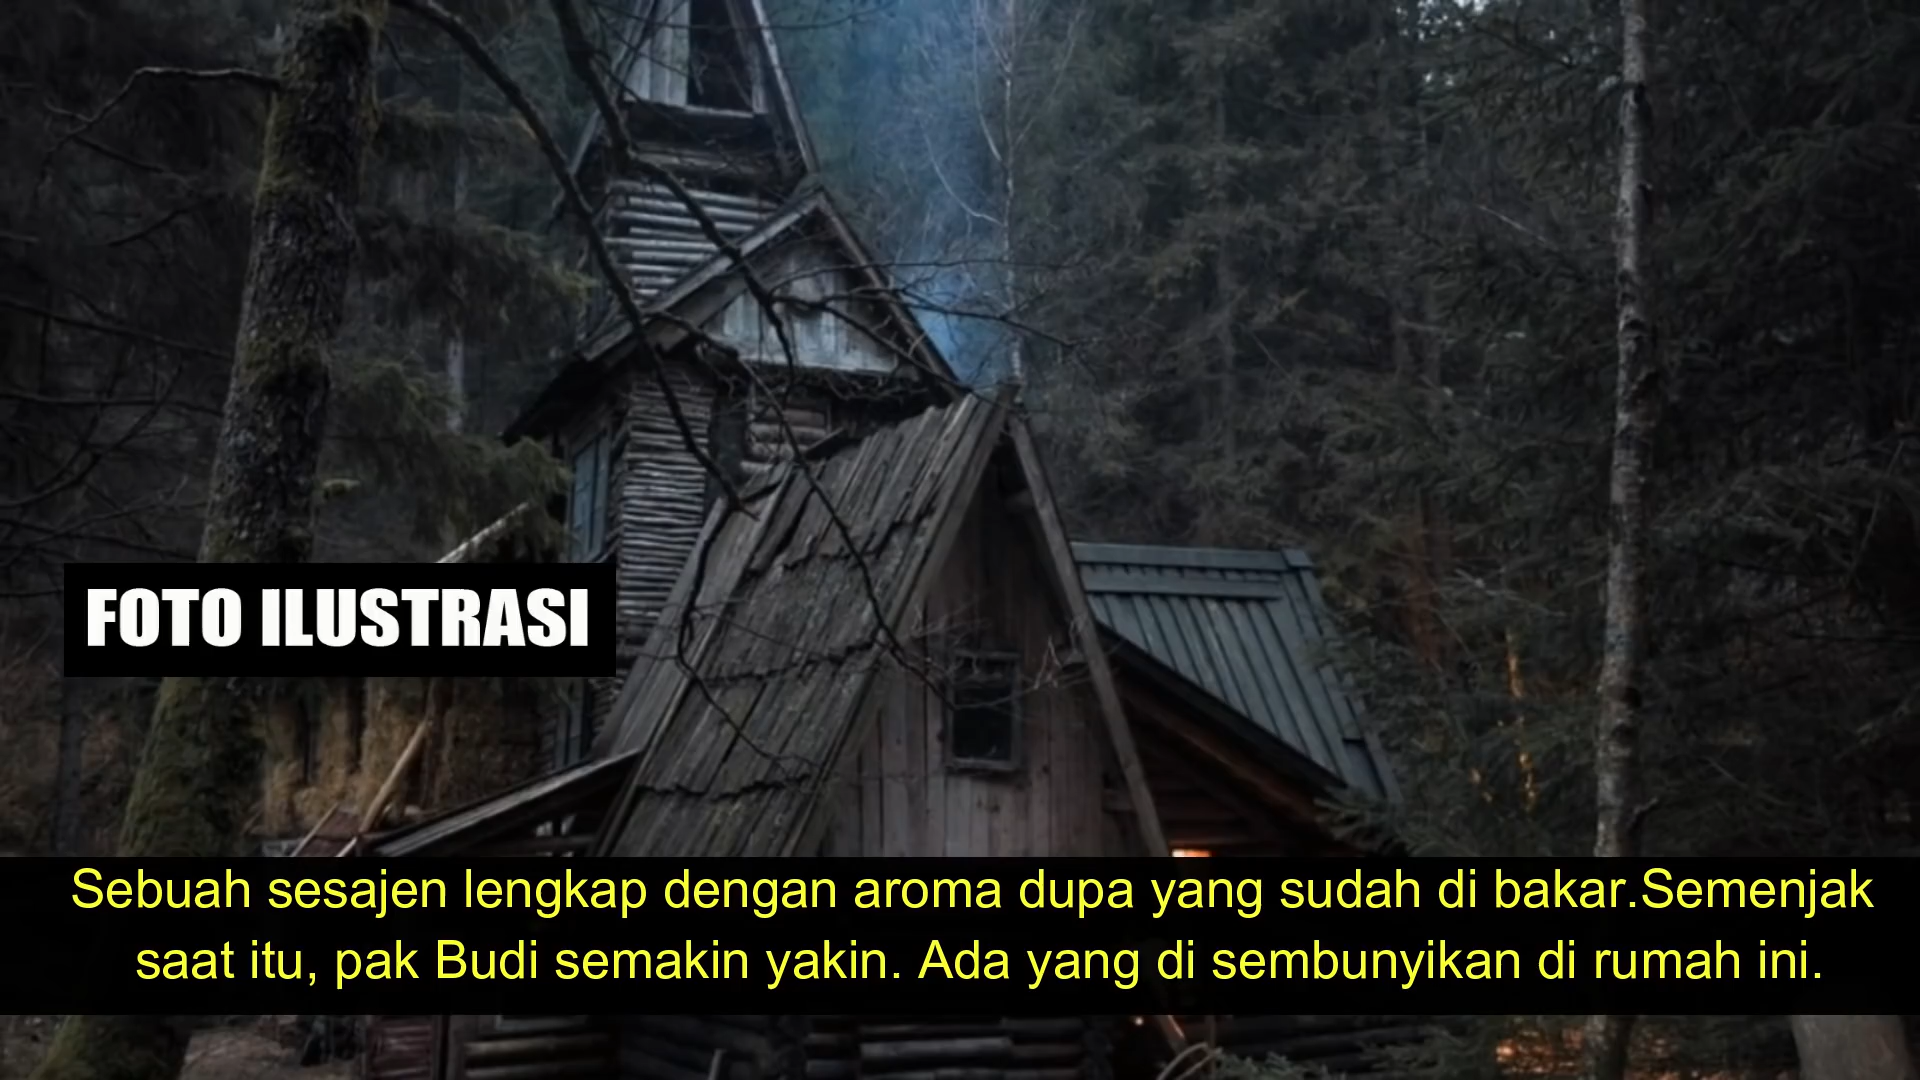 FOTO ILUSTRASI
Sebuah sesajen lengkap dengan aroma dupa yang sudah di bakar.Semenjak
saat itu, pak Budi semakin yakin. Ada yang di sembunyikan di rumah ini.